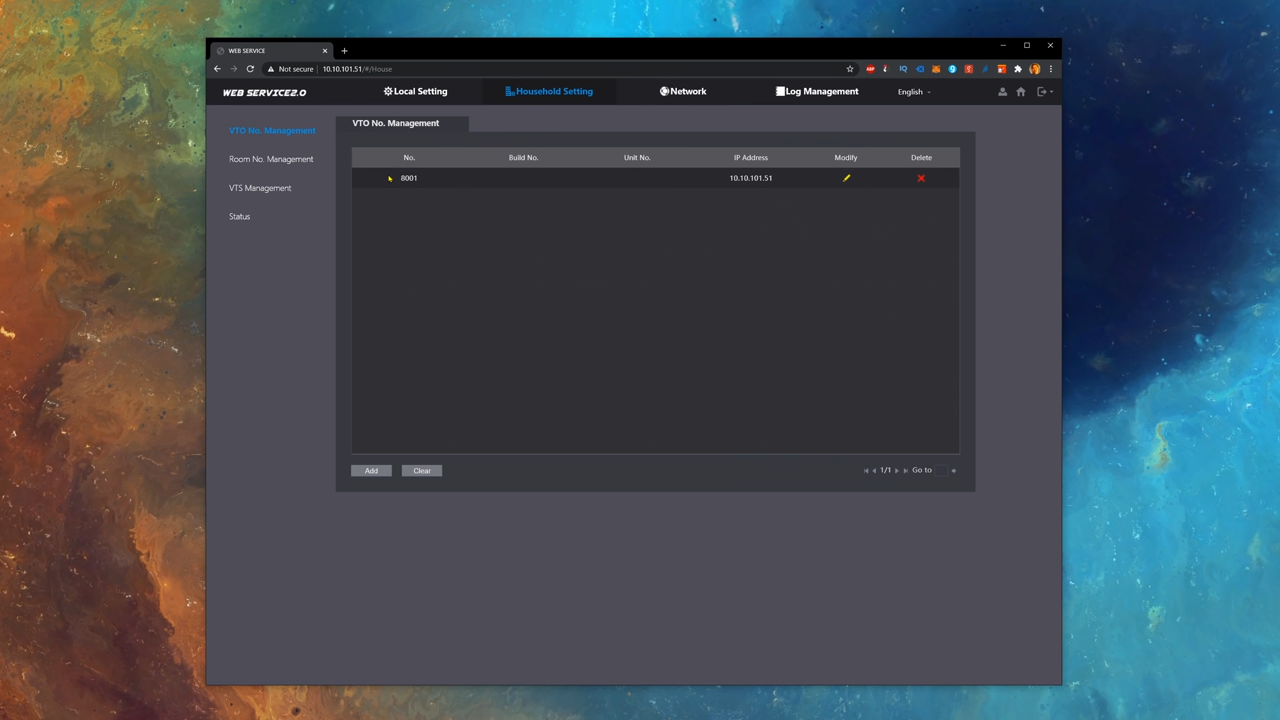 WEB SERVICE
Not secure 10.10.101.51/#/House
WEB SERVICE2.0
Local Setting
Household Setting
Network
Log Management
English
VTO No. Management
Room No. Management
VTS Management
Status
VTO No. Management
No. Build No. Unit No. IP Address Modify Delete
8001 10.10.101.51
Add Clear 1/1 Go to